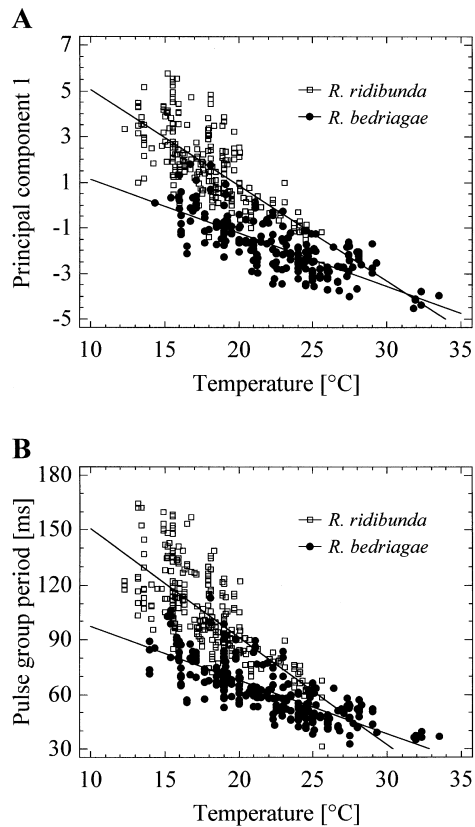 A
Principal component 1
7
5
3
1
-1
-3
-5
R. ridibunda
R. bedriagae
10 15 20 25 30 35
Temperature [°C]
B
Pulse group period [ms]
180
150
120
90
60
30
R. ridibunda
R. bedriagae
10 15 20 25 30 35
Temperature [°C]